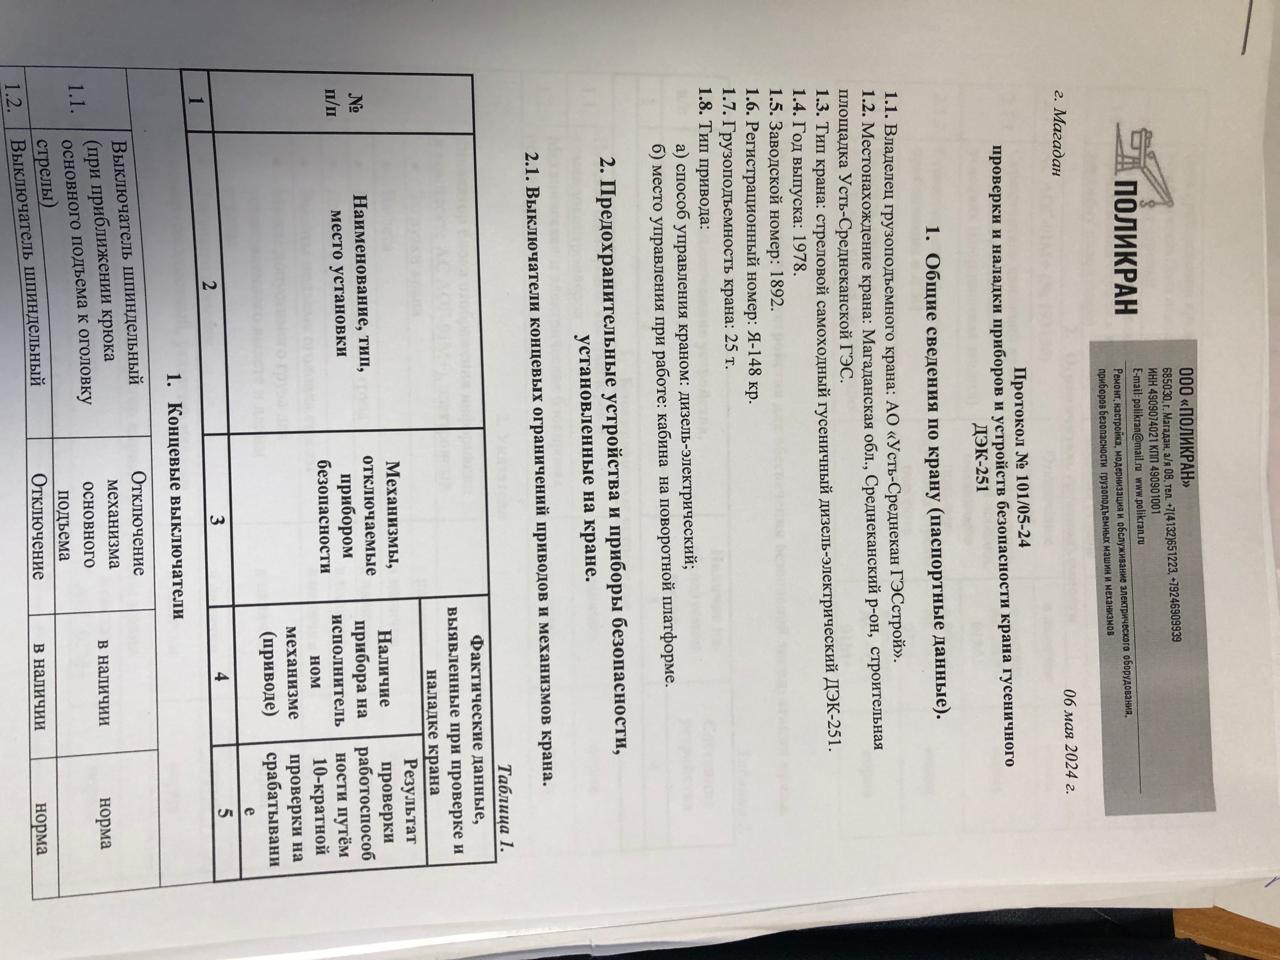 ПОЛИКРАН
ООО «ПОЛИКРАН»
685030, г. Магадан, а/я 08, тел. +7(4132)651223, +79246909939
ИНН 4909074021 КПП 490901001
E-mail: polikran@mail.ru www.polikran.ru
Ремонт, настройка, модернизация и обслуживание электрического оборудования,
приборов безопасности грузоподъемных машин и механизмов
г. Магадан
06 мая 2024 г.
Протокол № 101/05-24
проверки и наладки приборов и устройств безопасности крана гусеничного
ДЭК-251
1. Общие сведения по крану (паспортные данные).
1.1. Владелец грузоподъемного крана: АО «Усть-Среднекан ГЭСстрой».
1.2. Местонахождение крана: Магаданская обл., Среднеканский р-он, строительная
площадка Усть-Среднеканской ГЭС.
1.3. Тип крана: стреловой самоходный гусеничный дизель-электрический ДЭК-251.
1.4. Год выпуска: 1978.
1.5. Заводской номер: 1892.
1.6. Регистрационный номер: Я-148 кр.
1.7. Грузоподъемность крана: 25 т.
1.8. Тип привода:
а) способ управления краном: дизель-электрический;
б) место управления при работе: кабина на поворотной платформе.
2. Предохранительные устройства и приборы безопасности,
установленные на кране.
2.1. Выключатели концевых ограничений приводов и механизмов крана.
Таблица 1.
№
п/п
Наименование, тип,
место установки
Механизмы,
отключаемые
прибором
безопасности
Фактические данные,
выявленные при проверке и
наладке крана
Наличие
прибора на
исполнитель
ном
механизме
(приводе)
Результат
проверки
работоспособ
ности путём
10-кратной
проверки на
срабатывани
е
1 2 3 4 5
1. Концевые выключатели
1.1.
Выключатель шпиндельный
(при приближении крюка
основного подъема к оголовку
стрелы)
Отключение
механизма
основного
подъема
в наличии
норма
1.2.
Выключатель шпиндельный
Отключение
в наличии
норма